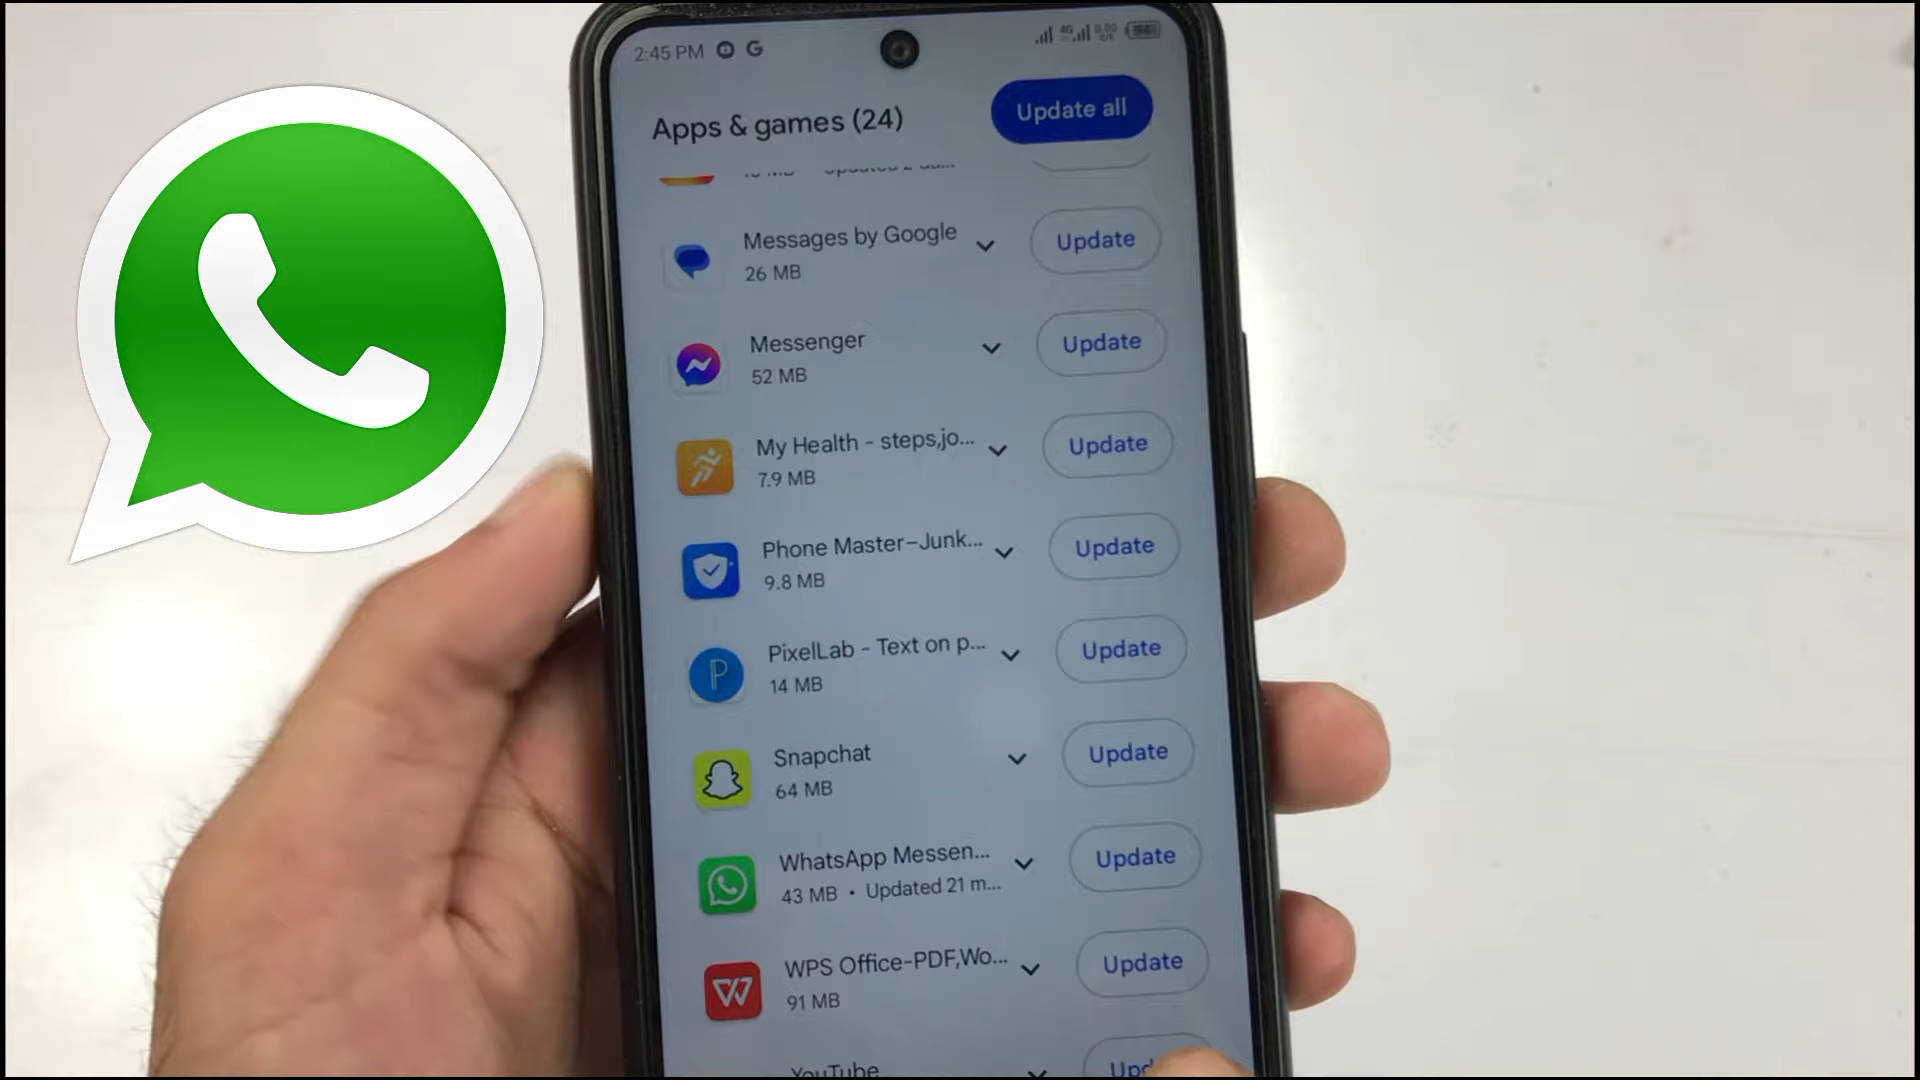 2:45 PM
4G 0.00
Apps & games (24)
Update all
Messages by Google
26 MB
Update
Messenger
52 MB
Update
My Health - steps,jo...
7.9 MB
Update
Phone Master–Junk...
9.8 MB
Update
PixelLab - Text on p...
14 MB
Update
Snapchat
64 MB
Update
WhatsApp Messen...
43 MB • Updated 21 m...
Update
WPS Office-PDF,Wo...
91 MB
Update
YouTube